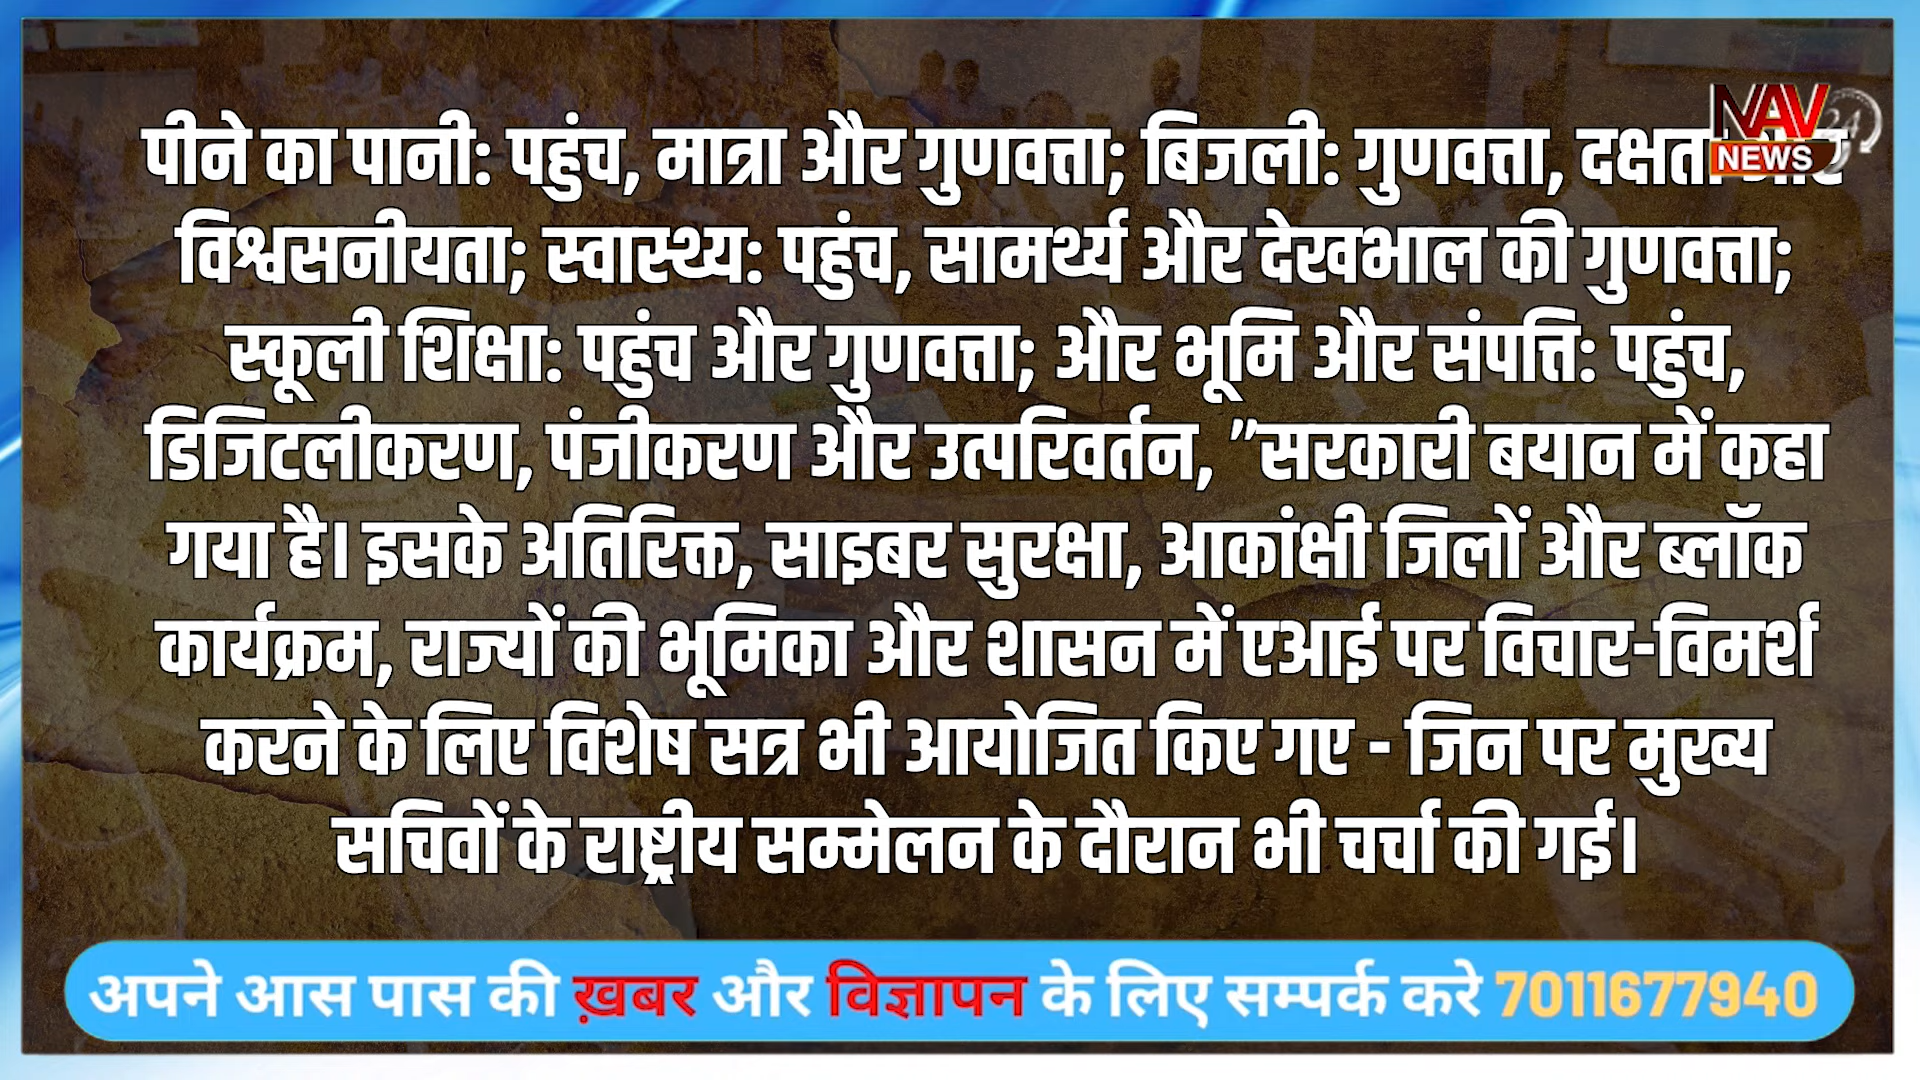 पीने का पानी: पहुंच, मात्रा और गुणवत्ता; बिजली: गुणवत्ता, दक्षता
NAV 24
NEWS
विश्वसनीयता; स्वास्थ्य: पहुंच, सामर्थ्य और देखभाल की गुणवत्ता;
स्कूली शिक्षा: पहुंच और गुणवत्ता; और भूमि और संपत्ति: पहुंच,
डिजिटलीकरण, पंजीकरण और उत्परिवर्तन, ”सरकारी बयान में कहा
गया है। इसके अतिरिक्त, साइबर सुरक्षा, आकांक्षी जिलों और ब्लॉक
कार्यक्रम, राज्यों की भूमिका और शासन में एआई पर विचार-विमर्श
करने के लिए विशेष सत्र भी आयोजित किए गए - जिन पर मुख्य
सचिवों के राष्ट्रीय सम्मेलन के दौरान भी चर्चा की गई।
अपने आस पास की ख़बर और विज्ञापन के लिए सम्पर्क करे 7011677940